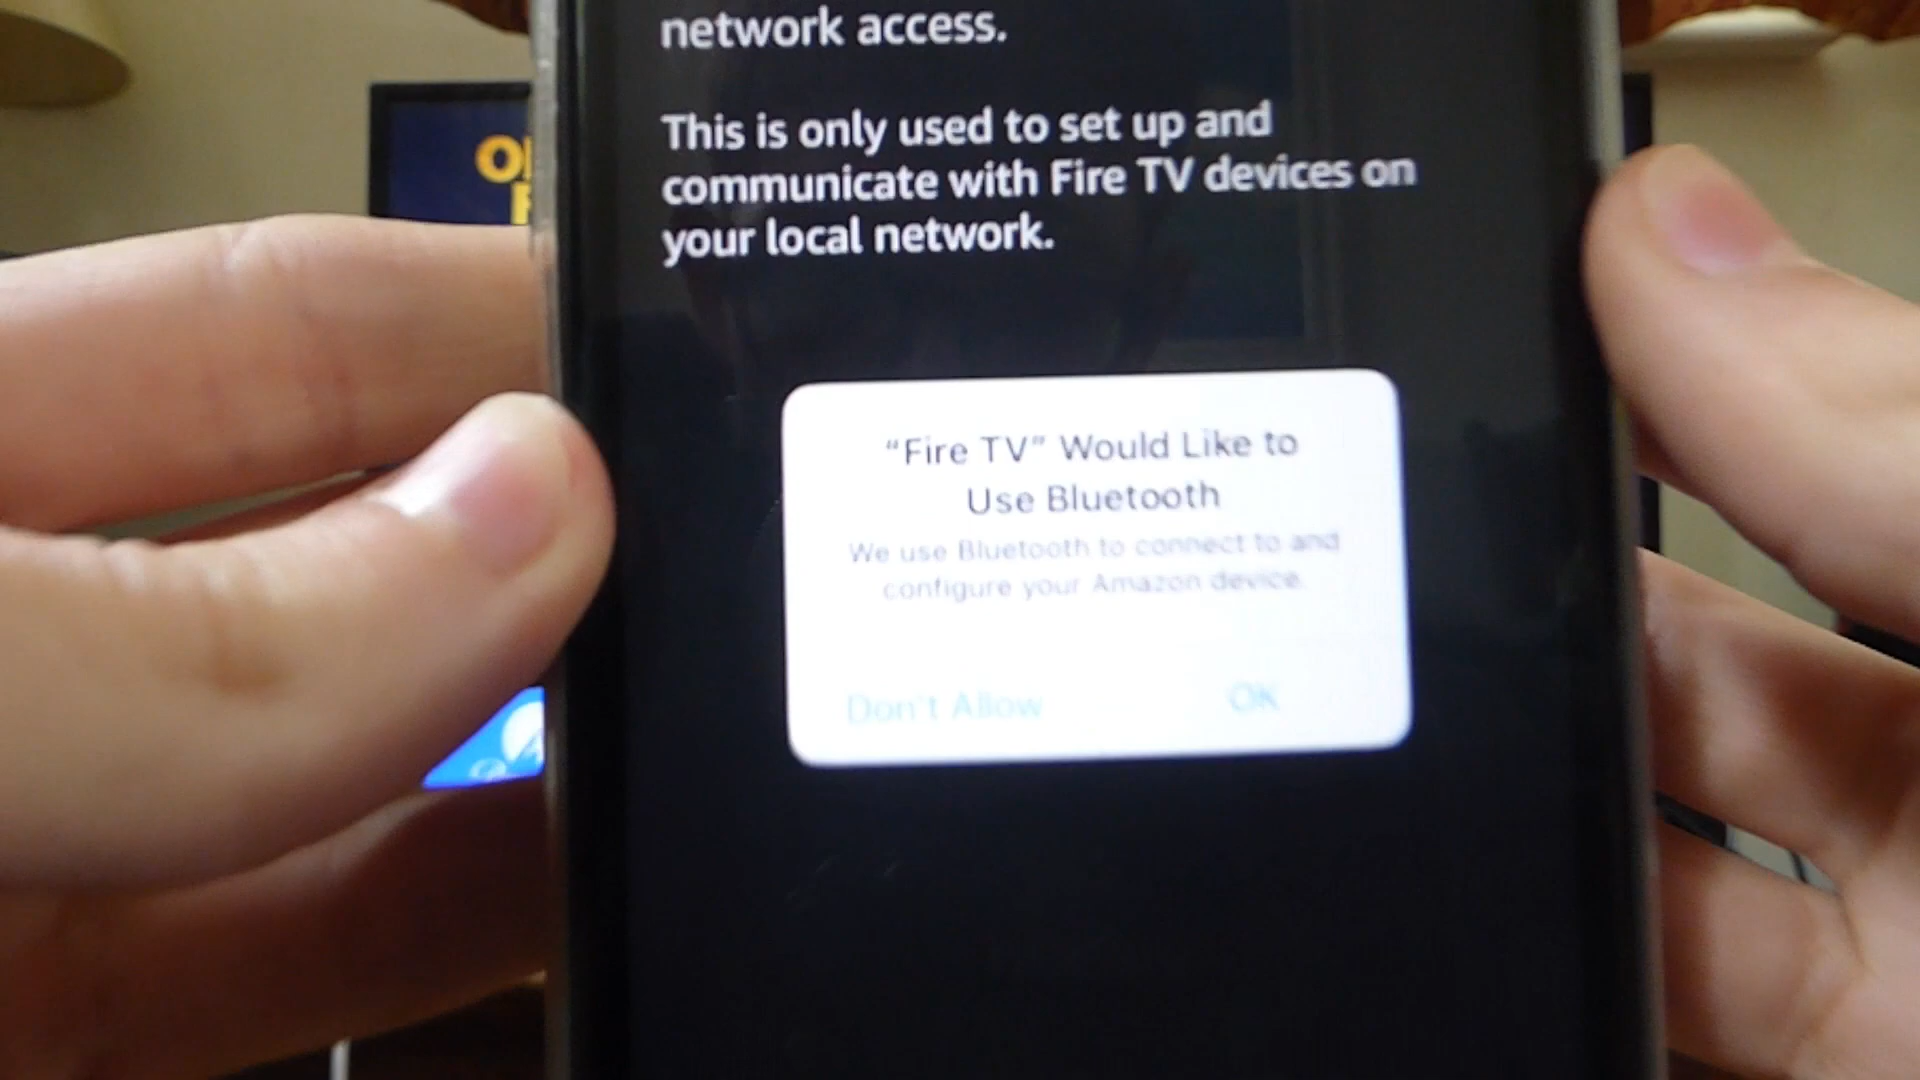 network access.
This is only used to set up and
communicate with Fire TV devices on
your local network.
“Fire TV” Would Like to
Use Bluetooth
We use Bluetooth to connect to and
configure your Amazon device.
Don't Allow
OK